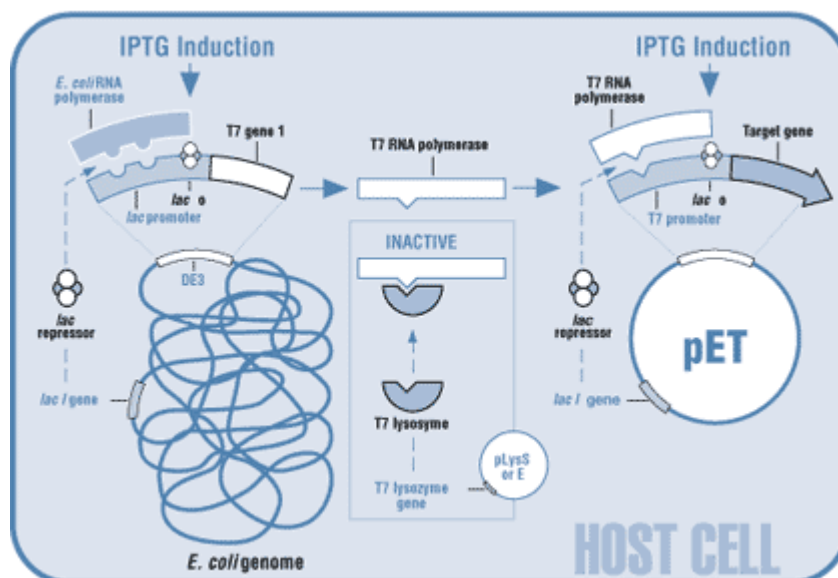 IPTG Induction
E. coli RNA
polymerase
T7 gene 1
lac o
lac promoter
DE3
lac
repressor
lac I gene
E. coli genome
T7 RNA polymerase
INACTIVE
T7 lysosyme
T7 lysozyme
gene
pLysS
or E
IPTG Induction
T7 RNA
polymerase
Target gene
lac o
T7 promoter
lac
repressor
lac I gene
pET
HOST CELL